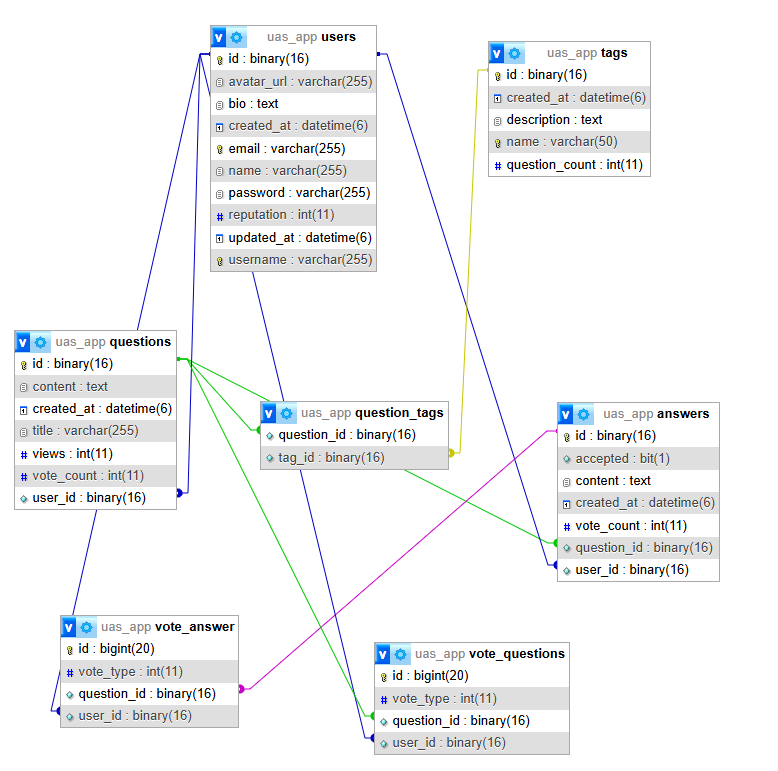 v uas_app users
id : binary(16)
avatar_url : varchar(255)
bio : text
created_at : datetime(6)
email : varchar(255)
name : varchar(255)
password : varchar(255)
# reputation : int(11)
updated_at : datetime(6)
username : varchar(255)
v uas_app tags
id : binary(16)
created_at : datetime(6)
description : text
name : varchar(50)
# question_count : int(11)
v uas_app questions
id : binary(16)
content : text
created_at : datetime(6)
title : varchar(255)
# views : int(11)
# vote_count : int(11)
user_id : binary(16)
v uas_app question_tags
question_id : binary(16)
tag_id : binary(16)
v uas_app answers
id : binary(16)
accepted : bit(1)
content : text
created_at : datetime(6)
# vote_count : int(11)
question_id : binary(16)
user_id : binary(16)
v uas_app vote_answer
id : bigint(20)
# vote_type : int(11)
question_id : binary(16)
user_id : binary(16)
v uas_app vote_questions
id : bigint(20)
# vote_type : int(11)
question_id : binary(16)
user_id : binary(16)